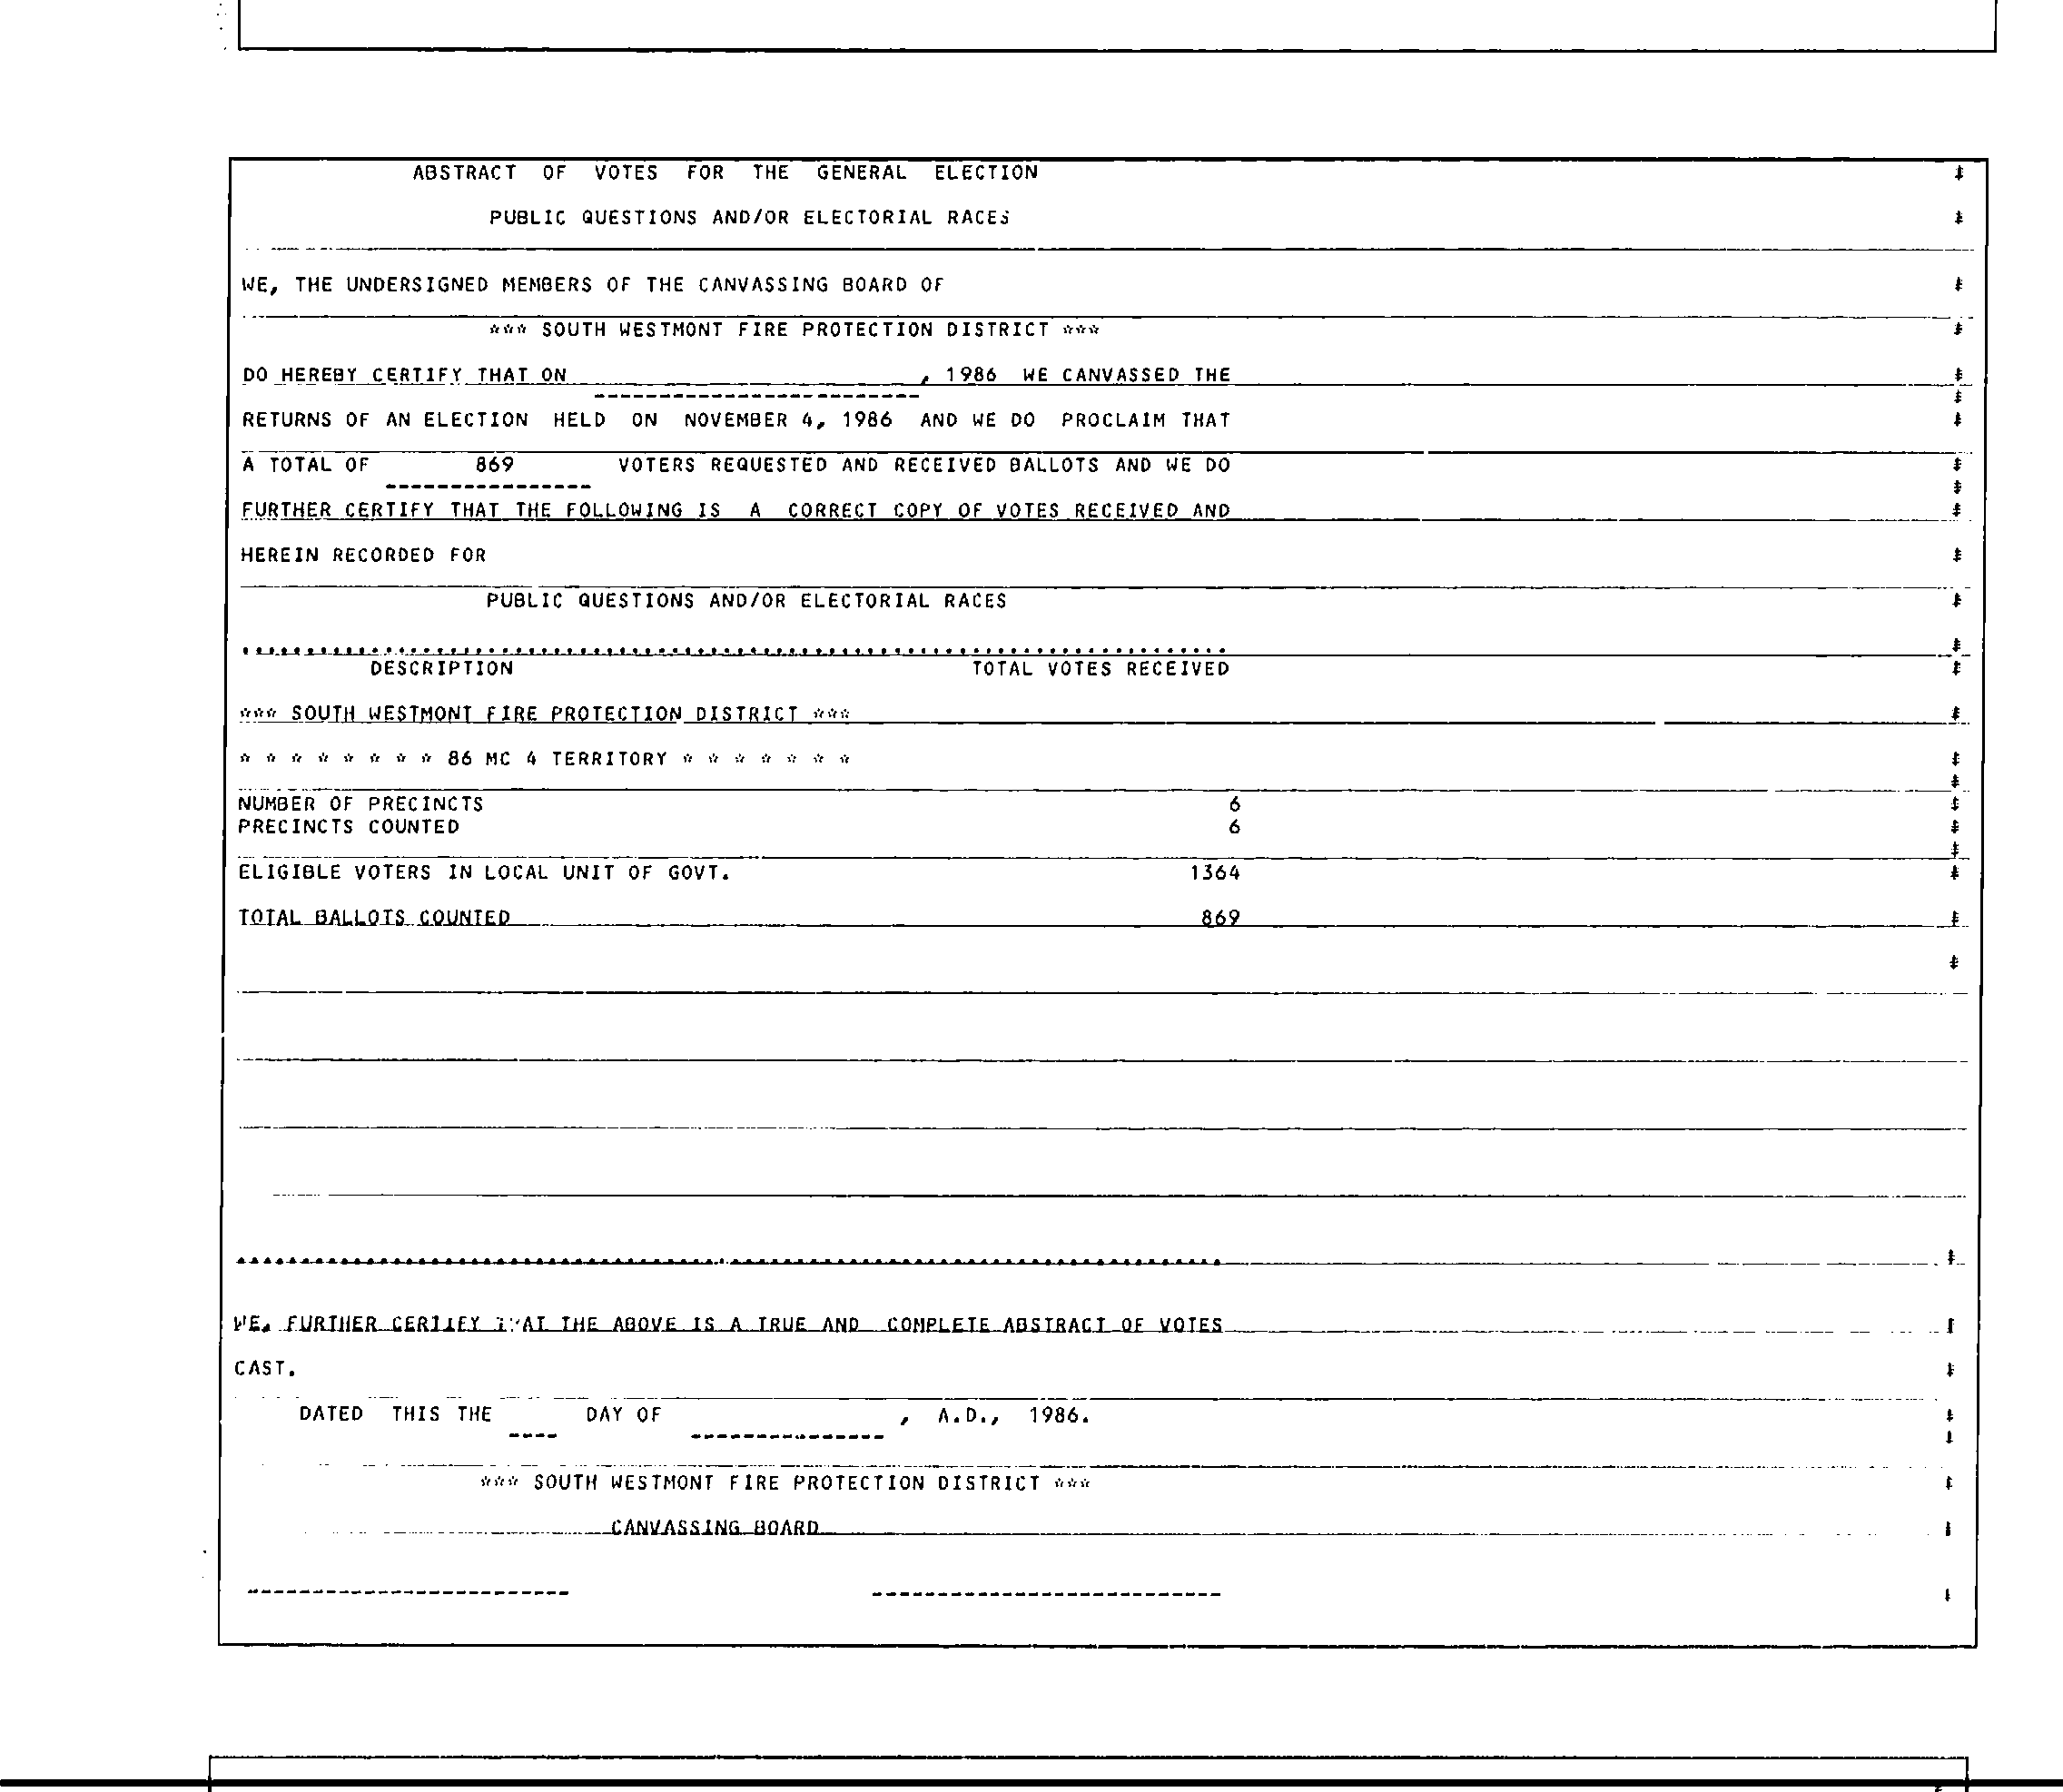 ABSTRACT OF VOTES FOR THE GENERAL ELECTION
PUBLIC QUESTIONS AND/OR ELECTORIAL RACES
WE, THE UNDERSIGNED MEMBERS OF THE CANVASSING BOARD OF
*** SOUTH WESTMONT FIRE PROTECTION DISTRICT ***
DO HEREBY CERTIFY THAT ON , 1986 WE CANVASSED THE
RETURNS OF AN ELECTION HELD ON NOVEMBER 4, 1986 AND WE DO PROCLAIM THAT
A TOTAL OF 869 VOTERS REQUESTED AND RECEIVED BALLOTS AND WE DO
FURTHER CERTIFY THAT THE FOLLOWING IS A CORRECT COPY OF VOTES RECEIVED AND
HEREIN RECORDED FOR
PUBLIC QUESTIONS AND/OR ELECTORIAL RACES
DESCRIPTION TOTAL VOTES RECEIVED
*** SOUTH WESTMONT FIRE PROTECTION DISTRICT ***
* * * * * * * * 86 MC 4 TERRITORY * * * * * * *
NUMBER OF PRECINCTS 6
PRECINCTS COUNTED 6
ELIGIBLE VOTERS IN LOCAL UNIT OF GOVT. 1364
TOTAL BALLOTS COUNTED 869
WE, FURTHER CERTIFY THAT THE ABOVE IS A TRUE AND COMPLETE ABSTRACT OF VOTES
CAST.
DATED THIS THE ---- DAY OF --------------- , A.D., 1986.
*** SOUTH WESTMONT FIRE PROTECTION DISTRICT ***
CANVASSING BOARD